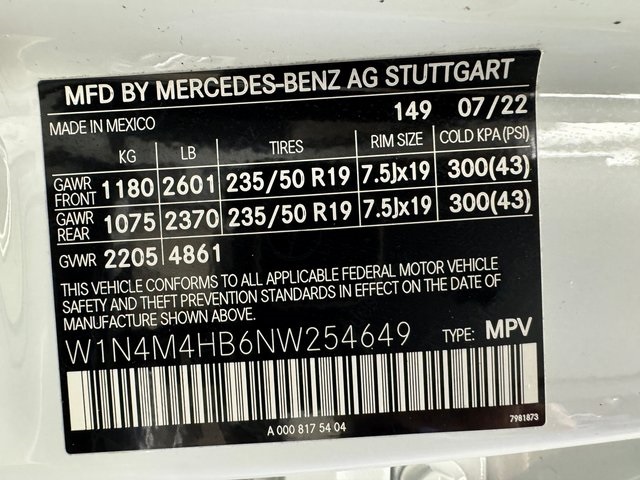 MFD BY MERCEDES-BENZ AG STUTTGART
149 07/22
MADE IN MEXICO
KG LB TIRES RIM SIZE COLD KPA (PSI)
GAWR FRONT 1180 2601 235/50 R19 7.5Jx19 300(43)
GAWR REAR 1075 2370 235/50 R19 7.5Jx19 300(43)
GVWR 2205 4861
THIS VEHICLE CONFORMS TO ALL APPLICABLE FEDERAL MOTOR VEHICLE
SAFETY AND THEFT PREVENTION STANDARDS IN EFFECT ON THE DATE OF
MANUFACTURE SHOWN ABOVE.
W1N4M4HB6NW254649 TYPE: MPV
A 000 817 54 04
7981873